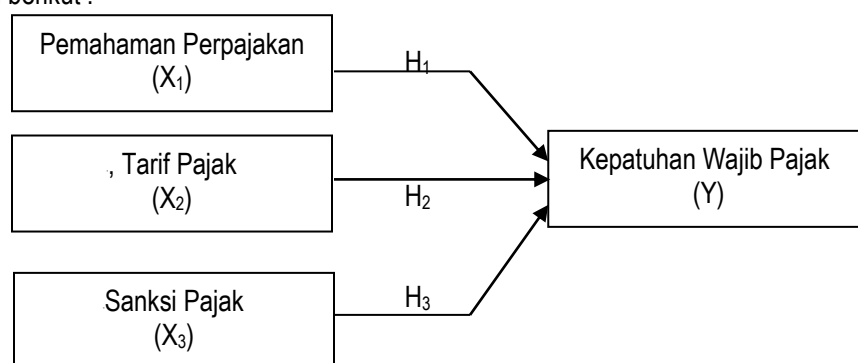 berikut :
Pemahaman Perpajakan
(X₁)
H₁
, Tarif Pajak
(X₂)
H₂
Kepatuhan Wajib Pajak
(Y)
Sanksi Pajak
(X₃)
H₃